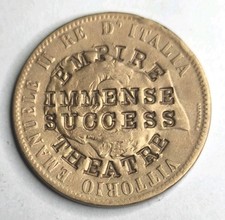 VITTORIO EMANUELE II RE D'ITALIA
EMPIRE
IMMENSE
SUCCESS
THEATRE